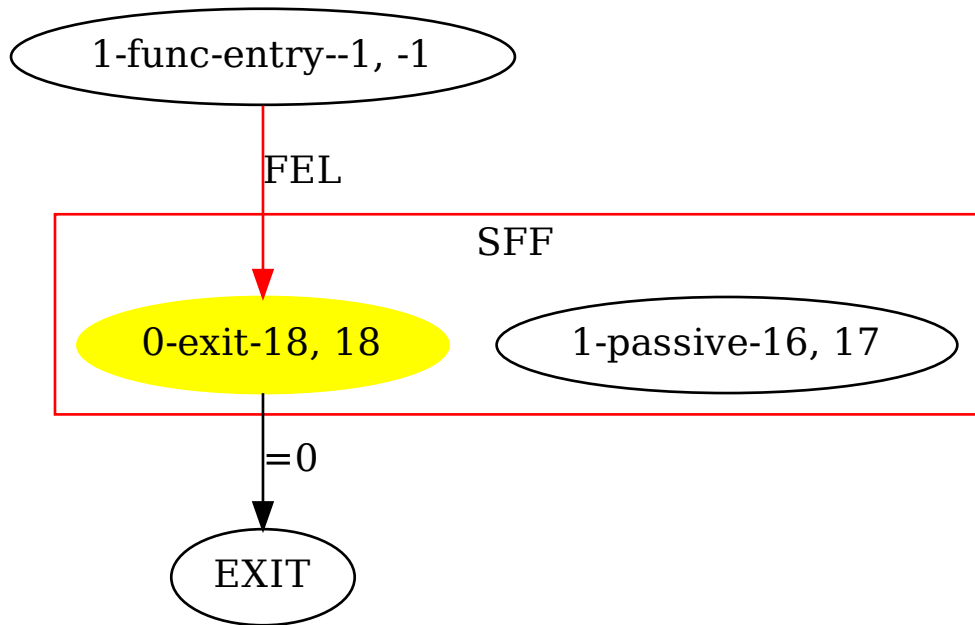 1-func-entry--1, -1
FEL
SFF
0-exit-18, 18
1-passive-16, 17
=0
EXIT